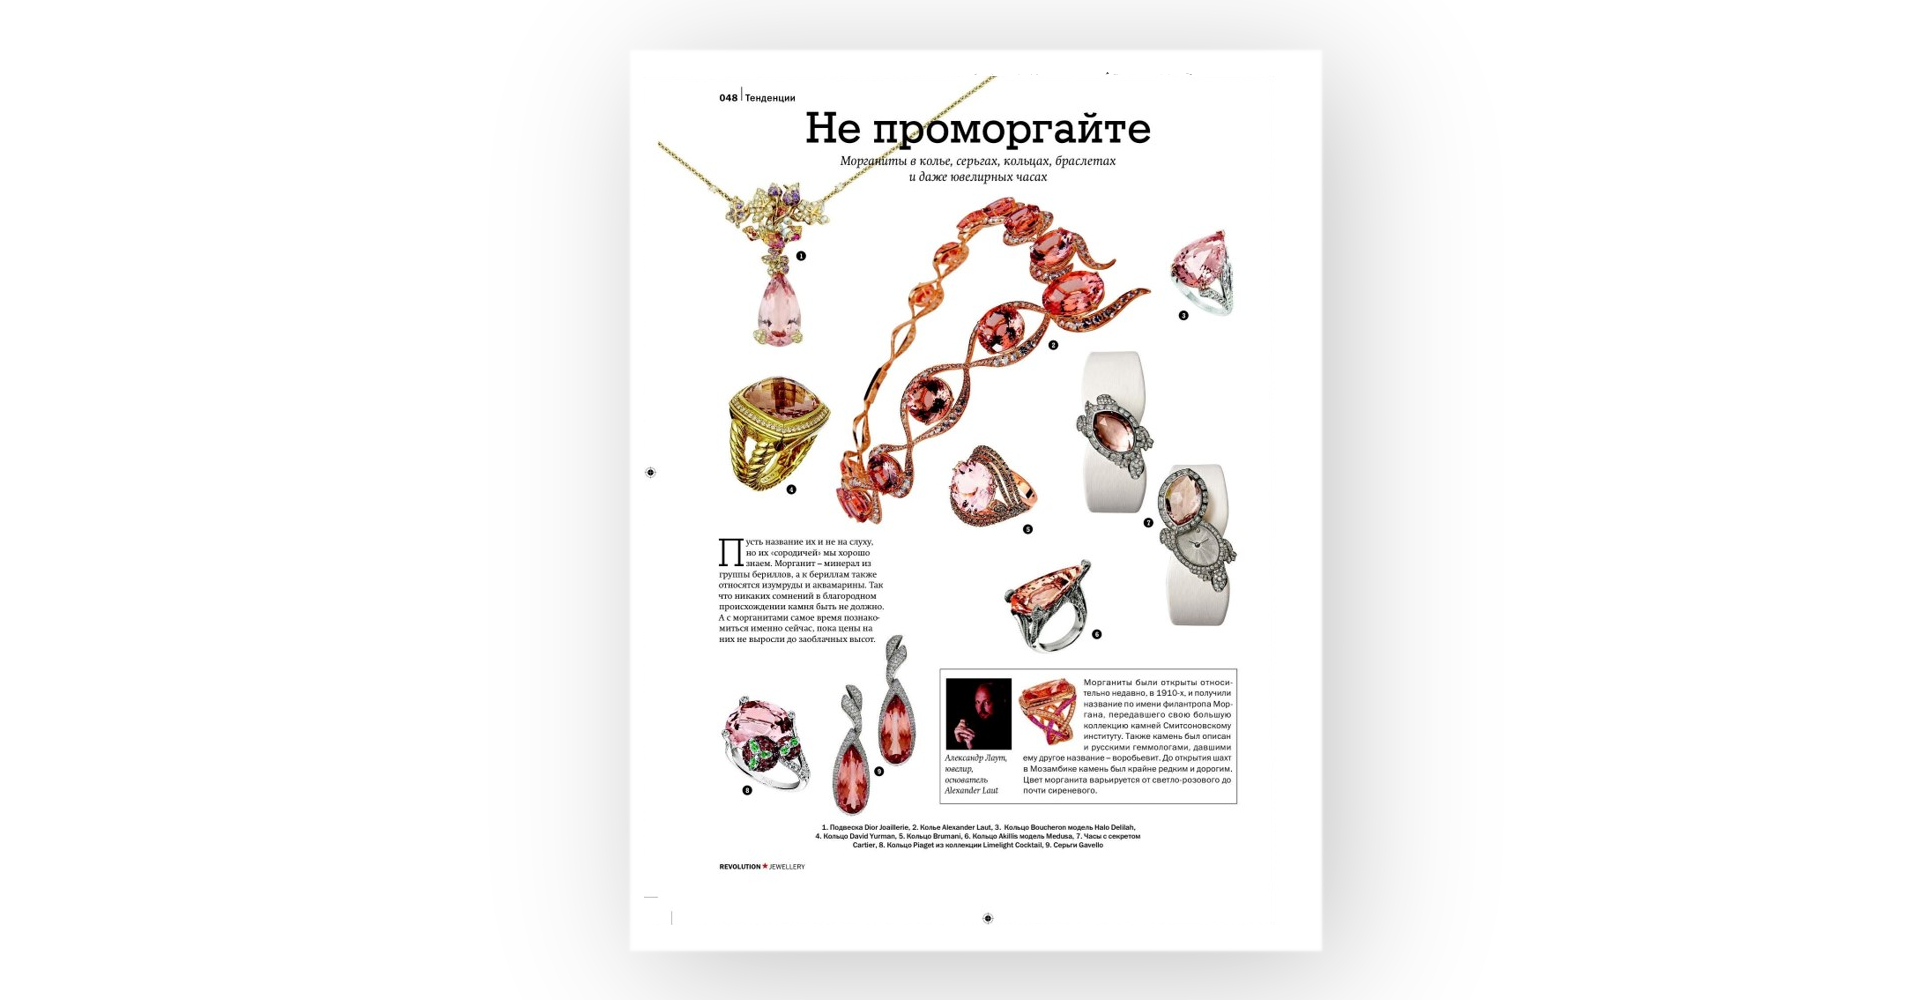 048 | Тенденции
Не проморгайте
Морганиты в колье, серьгах, кольцах, браслетах
и даже ювелирных часах
1
2
3
4
5
6
7
8
9
Пусть название их и не на слуху,
но их ‹сородичей› мы хорошо
знаем. Морганит – минерал из
группы бериллов, а к бериллам также
относятся изумруды и аквамарины. Так
что никаких сомнений в благородном
происхождении камня быть не должно.
А с морганитами самое время познако-
миться именно сейчас, пока цены на
них не выросли до заоблачных высот.
Александр Лаут,
ювелир,
основатель
Alexander Laut
Морганиты были открыты относи-
тельно недавно, в 1910-х, и получили
название по имени филантропа Мор-
гана, передавшего свою большую
коллекцию камней Смитсоновскому
институту. Также камень был описан
и русскими геммологами, давшими
ему другое название – воробьевит. До открытия шахт
в Мозамбике камень был крайне редким и дорогим.
Цвет морганита варьируется от светло-розового до
почти сиреневого.
1. Подвеска Dior Joaillerie, 2. Колье Alexander Laut, 3. Кольцо Boucheron модель Halo Delilah,
4. Кольцо David Yurman, 5. Кольцо Brumani, 6. Кольцо Akillis модель Medusa, 7. Часы с секретом
Cartier, 8. Кольцо Piaget из коллекции Limelight Cocktail, 9. Серьги Gavello
REVOLUTION★JEWELLERY